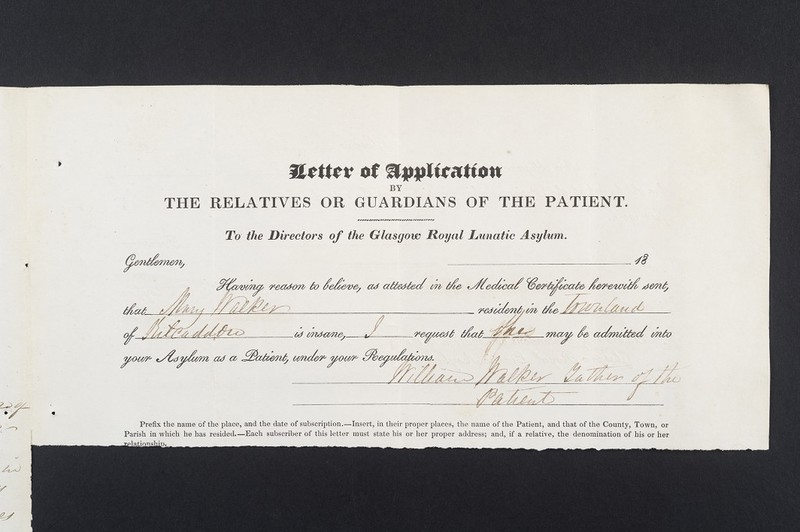 Letter of Application
BY
THE RELATIVES OR GUARDIANS OF THE PATIENT.
To the Directors of the Glasgow Royal Lunatic Asylum.
Gentlemen, 18
Having reason to believe, as attested in the Medical Certificate herewith sent,
that Mary Walker resident in the Townland
of is insane, I request that she may be admitted into
your Asylum as a Patient, under your Regulations.
William Walker Father of the
Patient
Prefix the name of the place, and the date of subscription.—Insert, in their proper places, the name of the Patient, and that of the County, Town, or
Parish in which he has resided.—Each subscriber of this letter must state his or her proper address; and, if a relative, the denomination of his or her
relationship.